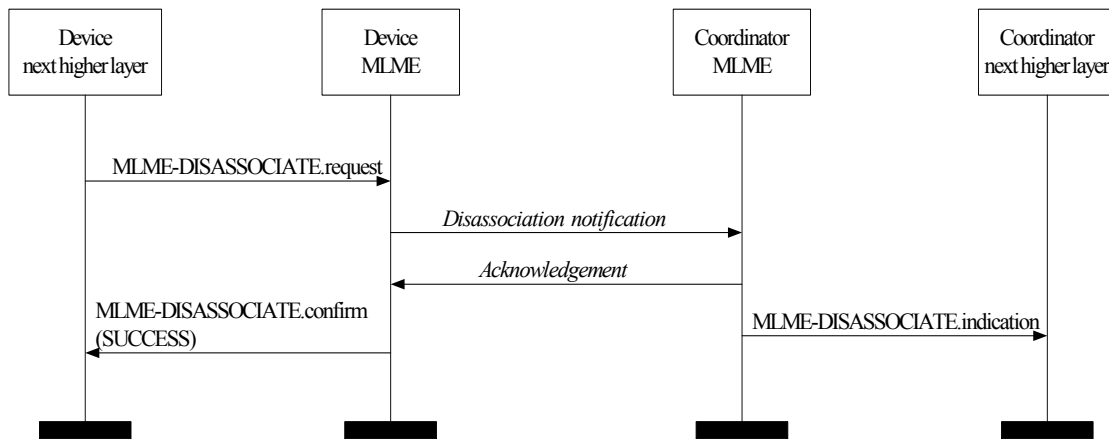 Device
next higher layer
Device
MLME
Coordinator
MLME
Coordinator
next higher layer
MLME-DISASSOCIATE.request
Disassociation notification
Acknowledgement
MLME-DISASSOCIATE.confirm
(SUCCESS)
MLME-DISASSOCIATE.indication